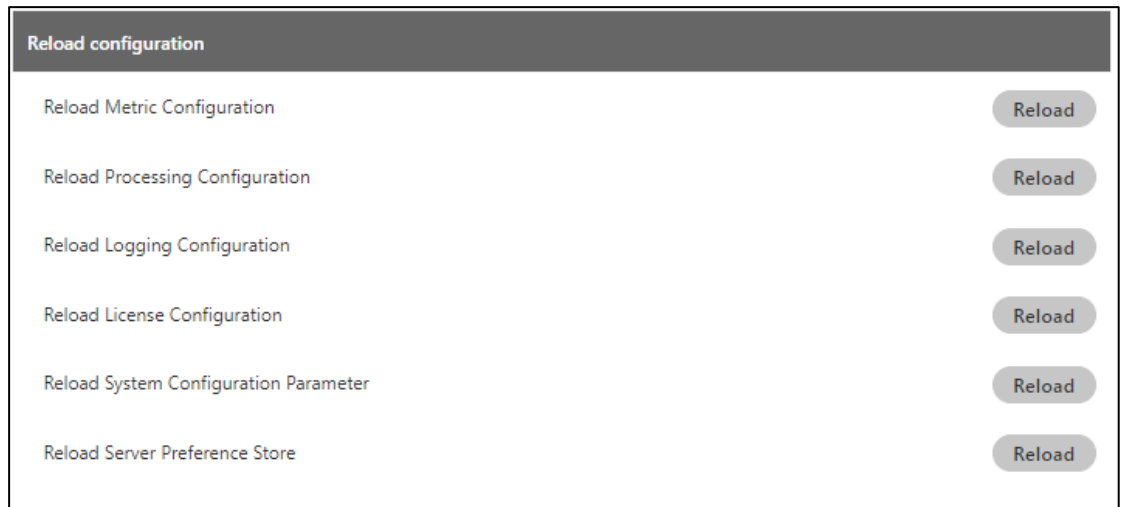 Reload configuration
Reload Metric Configuration Reload
Reload Processing Configuration Reload
Reload Logging Configuration Reload
Reload License Configuration Reload
Reload System Configuration Parameter Reload
Reload Server Preference Store Reload